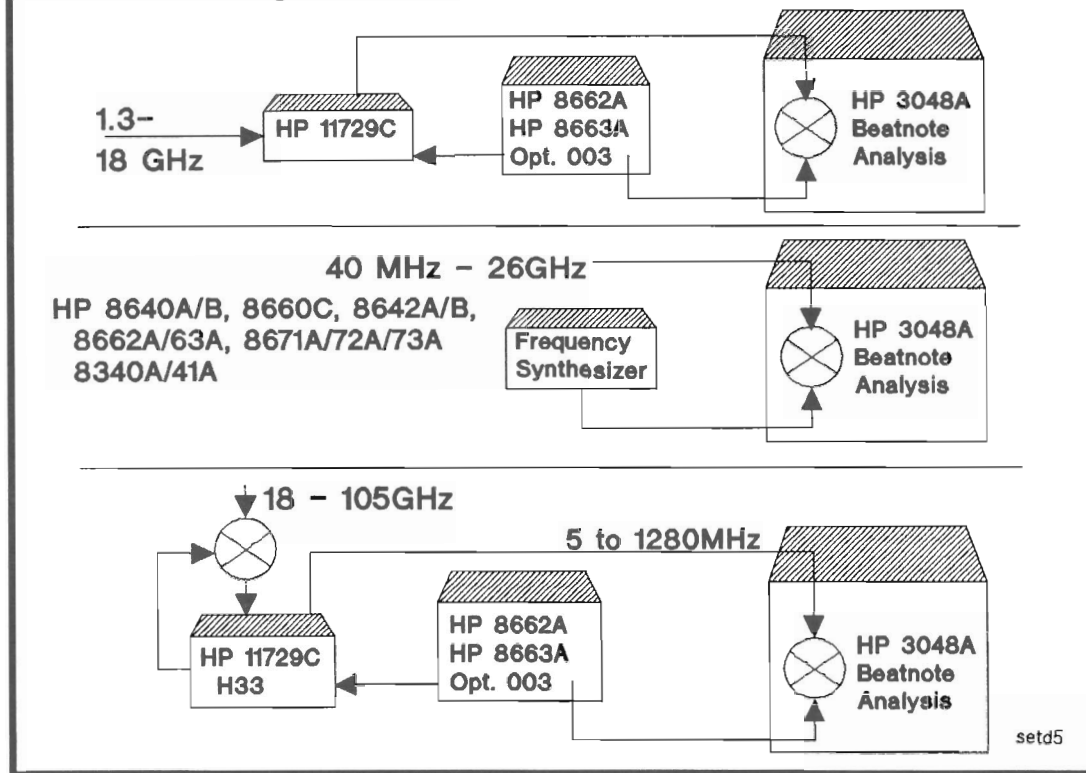 1.3-
18 GHz
HP 11729C
HP 8662A
HP 8663A
Opt. 003
HP 3048A
Beatnote
Analysis
40 MHz - 26GHz
HP 8640A/B, 8660C, 8642A/B,
8662A/63A, 8671A/72A/73A
8340A/41A
Frequency
Synthesizer
HP 3048A
Beatnote
Analysis
18 - 105GHz
5 to 1280MHz
HP 11729C
H33
HP 8662A
HP 8663A
Opt. 003
HP 3048A
Beatnote
Analysis
setd5